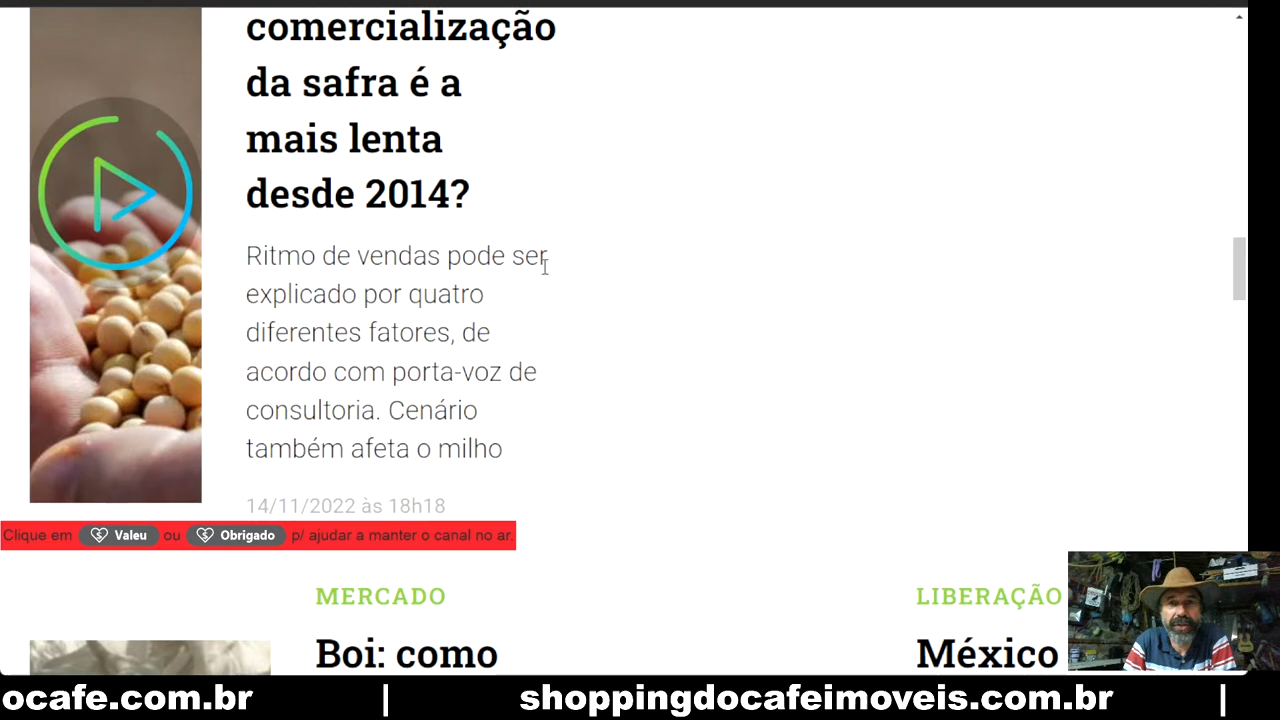 comercialização
da safra é a
mais lenta
desde 2014?
Ritmo de vendas pode ser
explicado por quatro
diferentes fatores, de
acordo com porta-voz de
consultoria. Cenário
também afeta o milho
14/11/2022 às 18h18
Clique em Valeu ou Obrigado p/ ajudar a manter o canal no ar.
MERCADO
Boi: como
LIBERAÇÃO
México
ocafe.com.br | shoppingdocafeimoveis.com.br |